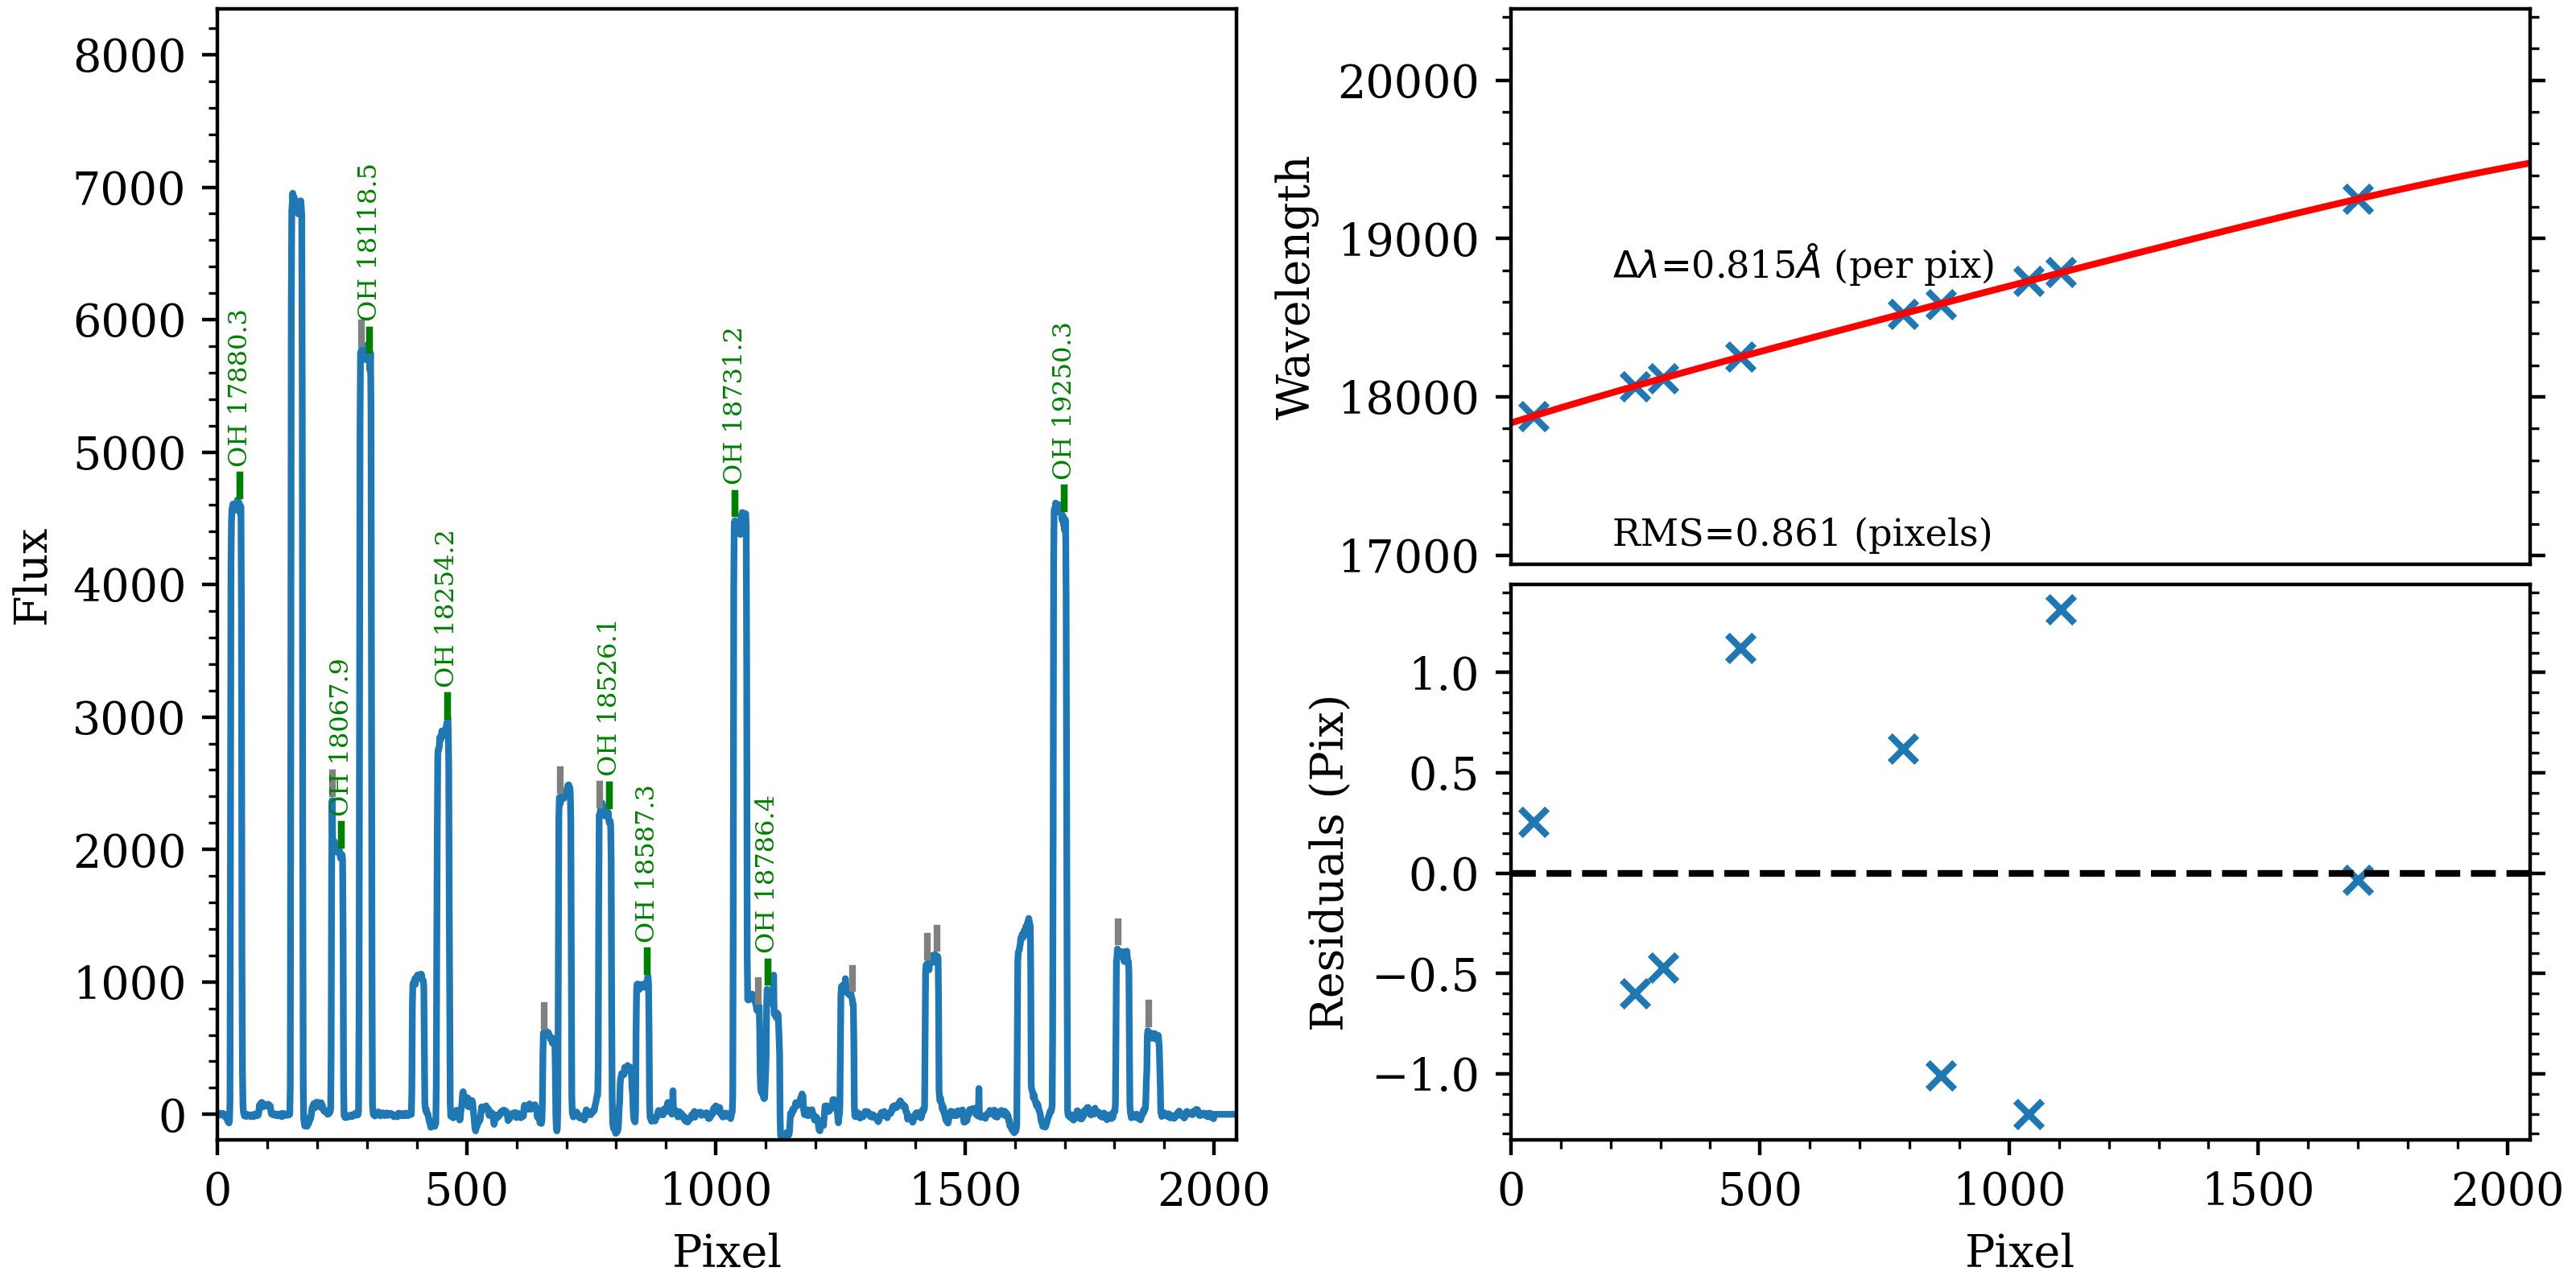 Flux
8000
7000
6000
5000
4000
3000
2000
1000
0
OH 17880.3
OH 18067.9
OH 18118.5
OH 18254.2
OH 18526.1
OH 18587.3
OH 18731.2
OH 18786.4
OH 19250.3
0
500
1000
1500
2000
Pixel
Wavelength
20000
19000
18000
17000
Δλ=0.815Å (per pix)
RMS=0.861 (pixels)
Residuals (Pix)
1.0
0.5
0.0
−0.5
−1.0
0
500
1000
1500
2000
Pixel